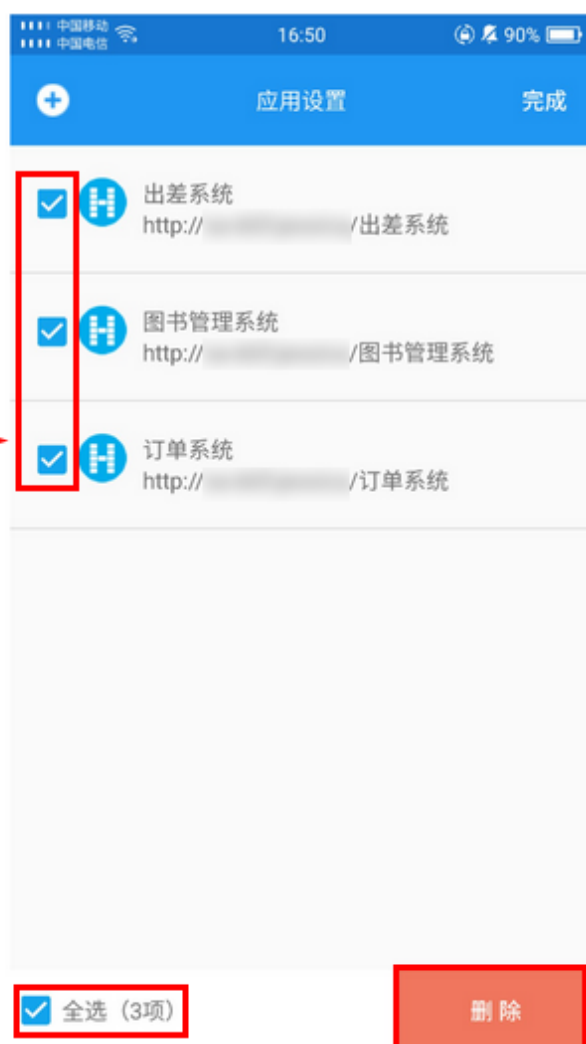 中国移动
中国电信
16:50
90%
应用设置
完成
出差系统
http:// /出差系统
图书管理系统
http:// /图书管理系统
订单系统
http:// /订单系统
全选（3项）
删除